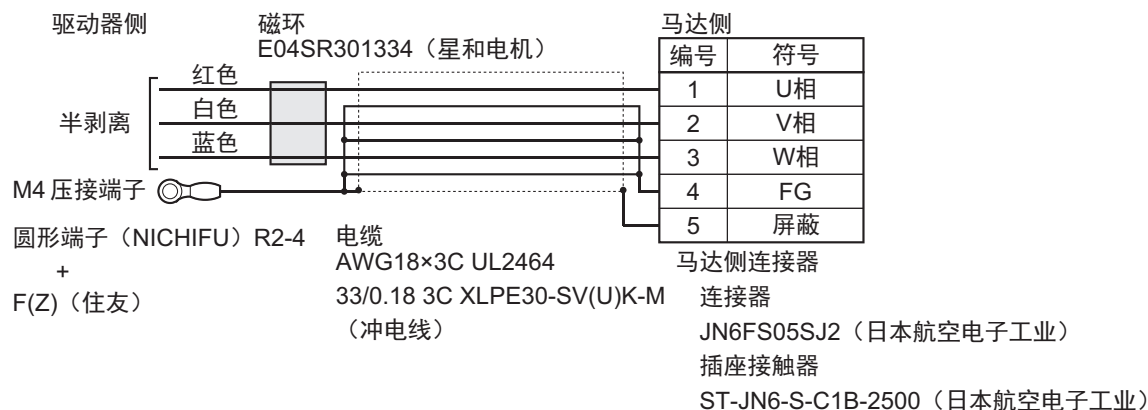 驱动器侧
磁环
E04SR301334（星和电机）
马达侧
编号 符号
红色
1 U相
白色
半剥离
2 V相
蓝色
3 W相
M4 压接端子
4 FG
5 屏蔽
圆形端子（NICHIFU）R2-4
+
F(Z)（住友）
电缆
AWG18×3C UL2464
33/0.18 3C XLPE30-SV(U)K-M
（冲电线）
马达侧连接器
连接器
JN6FS05SJ2（日本航空电子工业）
插座接触器
ST-JN6-S-C1B-2500（日本航空电子工业）